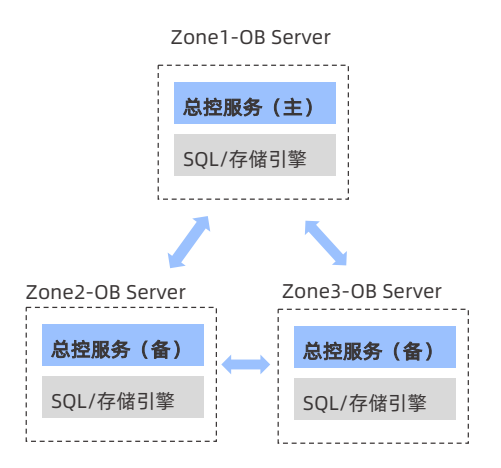 Zone1-OB Server
总控服务（主）
SQL/存储引擎
Zone2-OB Server
总控服务（备）
SQL/存储引擎
Zone3-OB Server
总控服务（备）
SQL/存储引擎